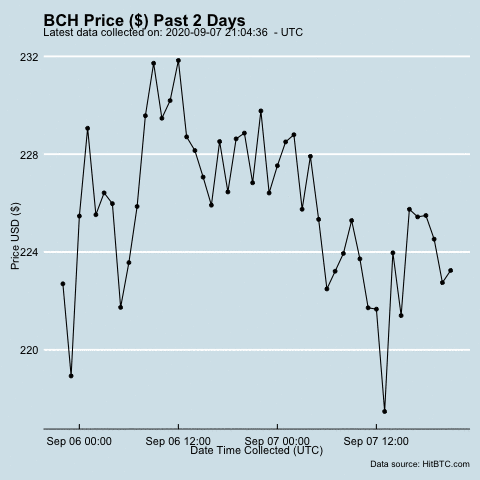 BCH Price ($) Past 2 Days
Latest data collected on: 2020-09-07 21:04:36 - UTC
232
228
224
220
Price USD ($)
Sep 06 00:00 Sep 06 12:00 Sep 07 00:00 Sep 07 12:00
Date Time Collected (UTC)
Data source: HitBTC.com